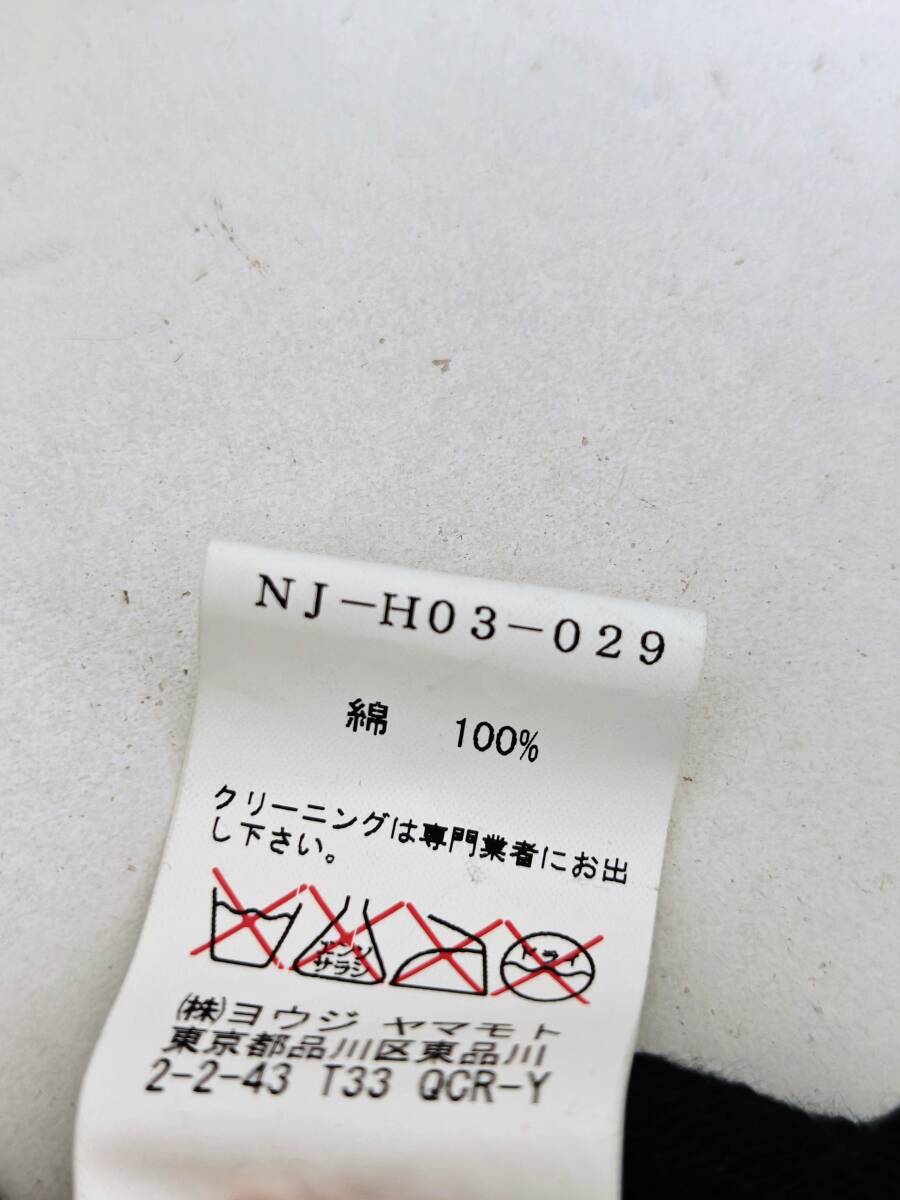 NJ-H03-029
綿 100%
クリーニングは専門業者にお出
し下さい。
エンソ
サラシ
ドライ
㈱ヨウジ ヤマモト
東京都品川区東品川
2-2-43 T33 QCR-Y